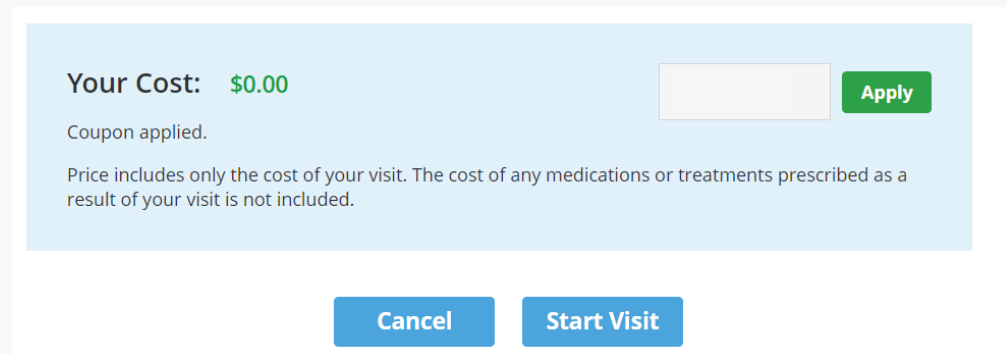 Your Cost: $0.00
Apply
Coupon applied.
Price includes only the cost of your visit. The cost of any medications or treatments prescribed as a
result of your visit is not included.
Cancel
Start Visit